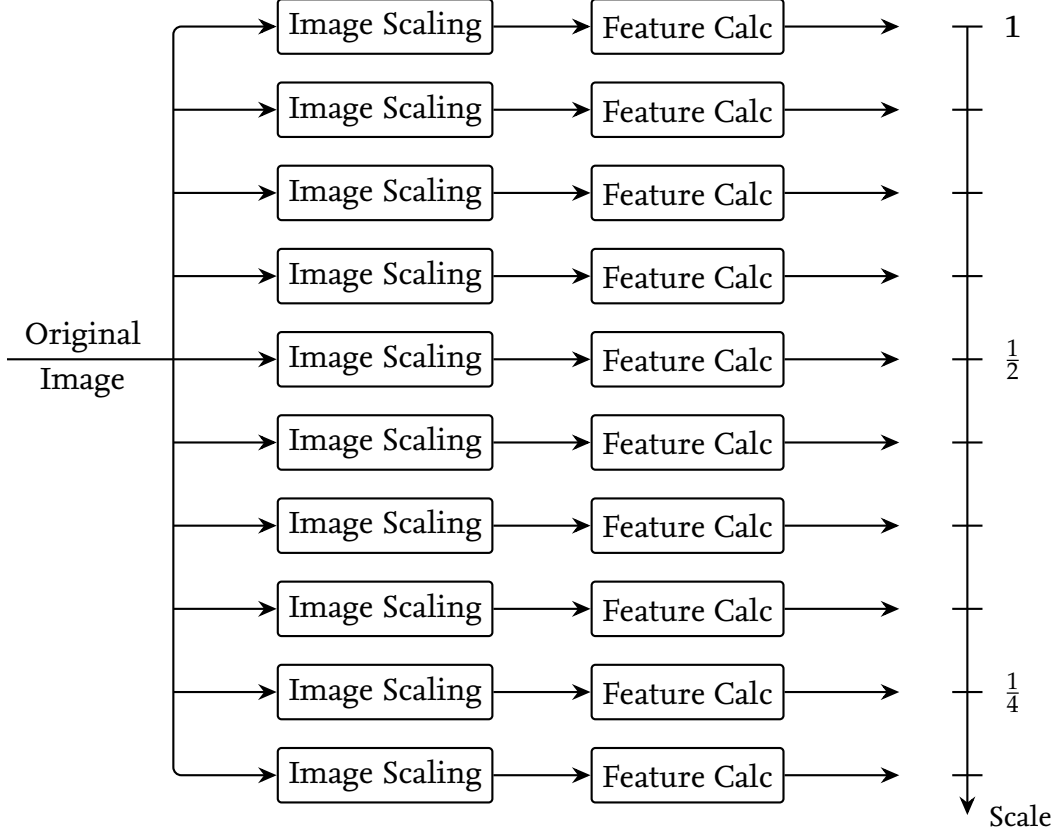 Image Scaling Feature Calc 1
Image Scaling Feature Calc
Image Scaling Feature Calc
Image Scaling Feature Calc
Original
Image
Image Scaling Feature Calc 1/2
Image Scaling Feature Calc
Image Scaling Feature Calc
Image Scaling Feature Calc
Image Scaling Feature Calc 1/4
Image Scaling Feature Calc
Scale